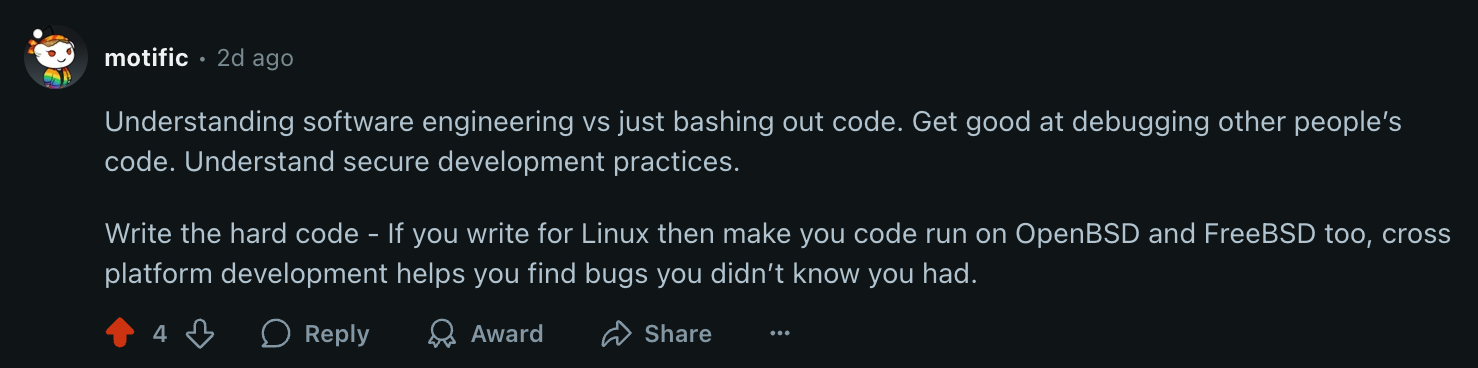 motific • 2d ago
Understanding software engineering vs just bashing out code. Get good at debugging other people’s
code. Understand secure development practices.
Write the hard code - If you write for Linux then make you code run on OpenBSD and FreeBSD too, cross
platform development helps you find bugs you didn’t know you had.
4 Reply Award Share